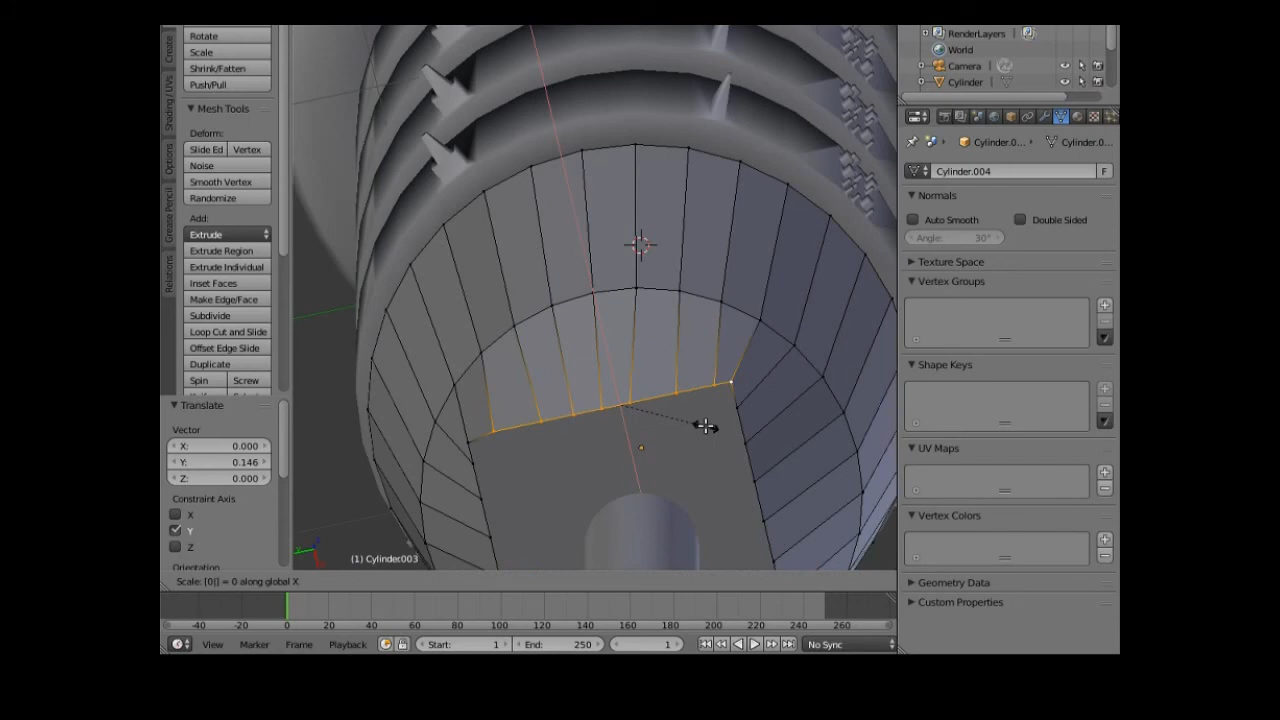 Create
Shading / UVs
Options
Grease Pencil
Relations
Rotate
Scale
Shrink/Fatten
Push/Pull
Mesh Tools
Deform:
Slide Ed
Vertex
Noise
Smooth Vertex
Randomize
Add:
Extrude
Extrude Region
Extrude Individual
Inset Faces
Make Edge/Face
Subdivide
Loop Cut and Slide
Offset Edge Slide
Duplicate
Spin
Screw
Translate
Vector
X: 0.000
Y: 0.146
Z: 0.000
Constraint Axis
X
Y
Z
Orientation
(1) Cylinder003
Scale: [0|] = 0 along global X
-40 -20 0 20 40 60 80 100 120 140 160 180 200 220 240 260
View
Marker
Frame
Playback
Start: 1
End: 250
1
No Sync
RenderLayers
World
Camera
Cylinder
Cylinder.0...
Cylinder.0...
Cylinder.004
F
Normals
Auto Smooth
Double Sided
Angle: 30°
Texture Space
Vertex Groups
Shape Keys
UV Maps
Vertex Colors
Geometry Data
Custom Properties